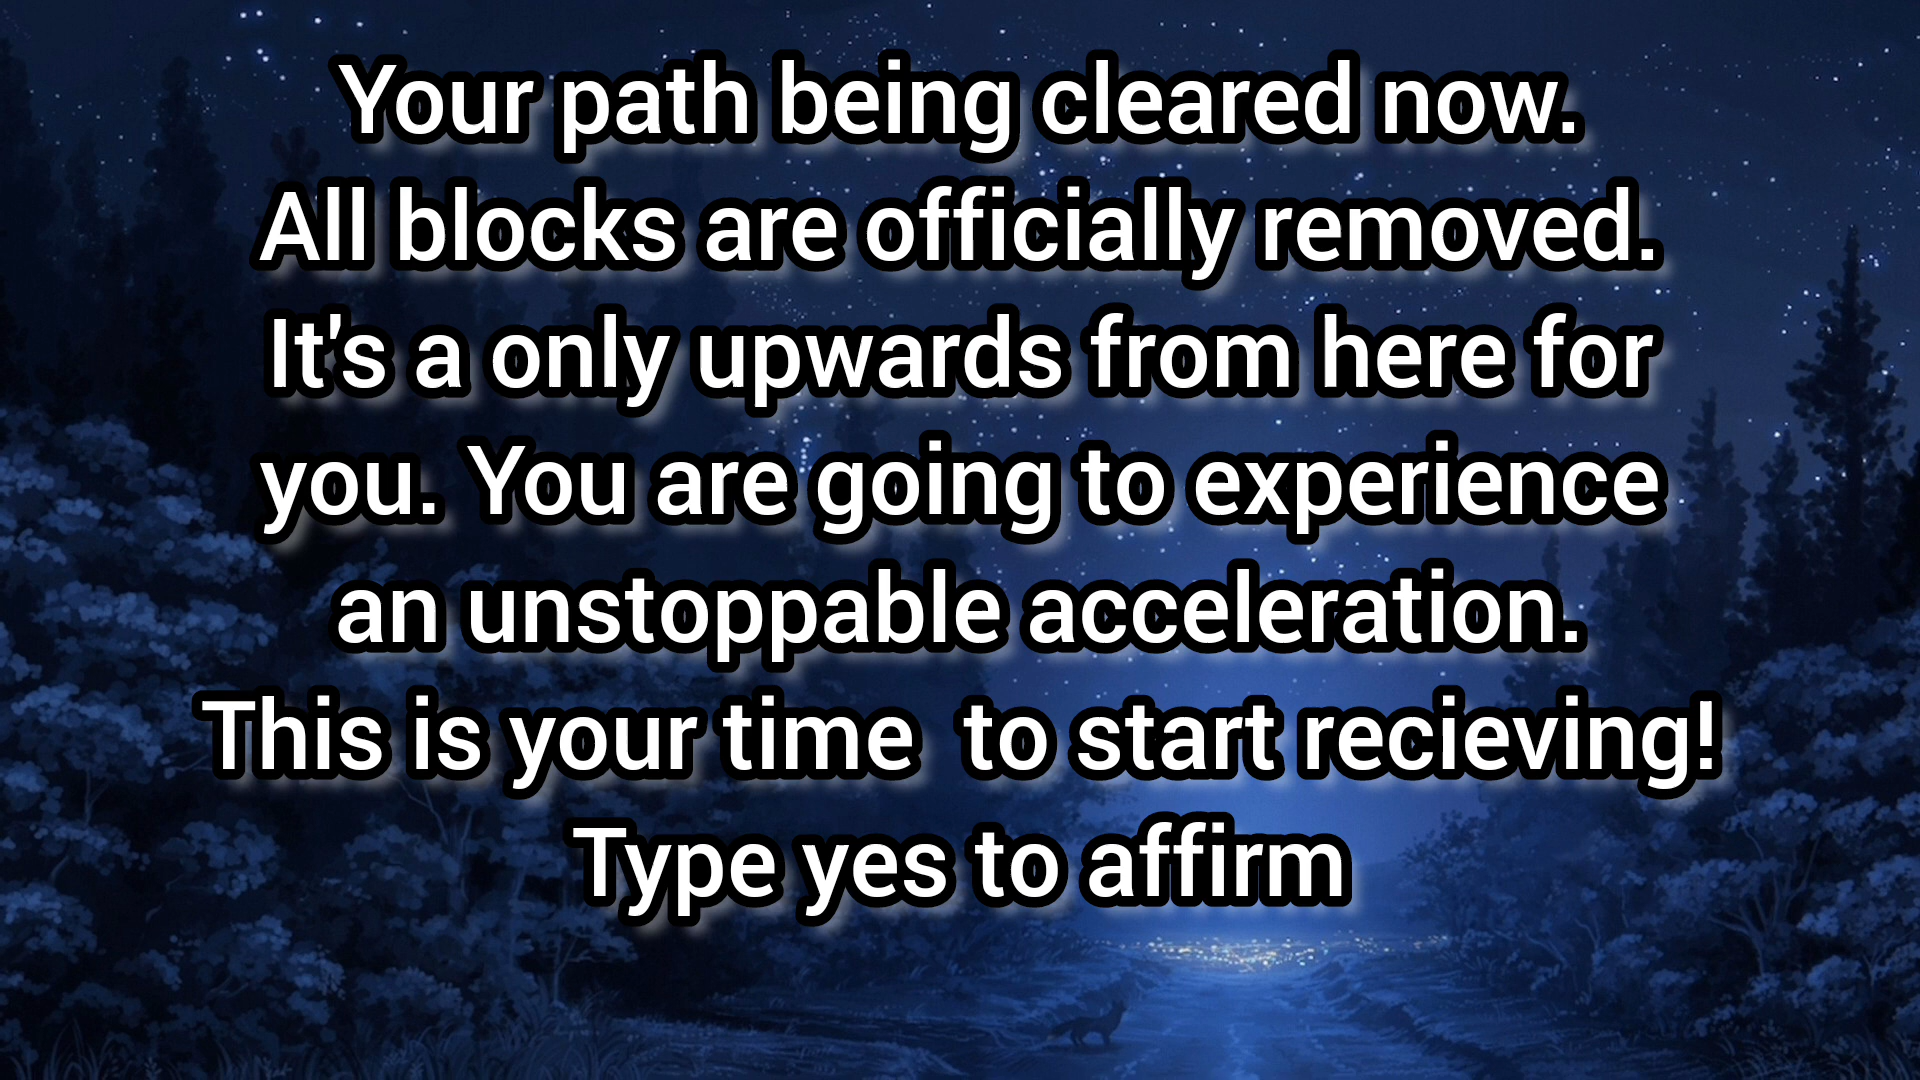 Your path being cleared now.
All blocks are officially removed.
It's a only upwards from here for
you. You are going to experience
an unstoppable acceleration.
This is your time  to start recieving!
Type yes to affirm